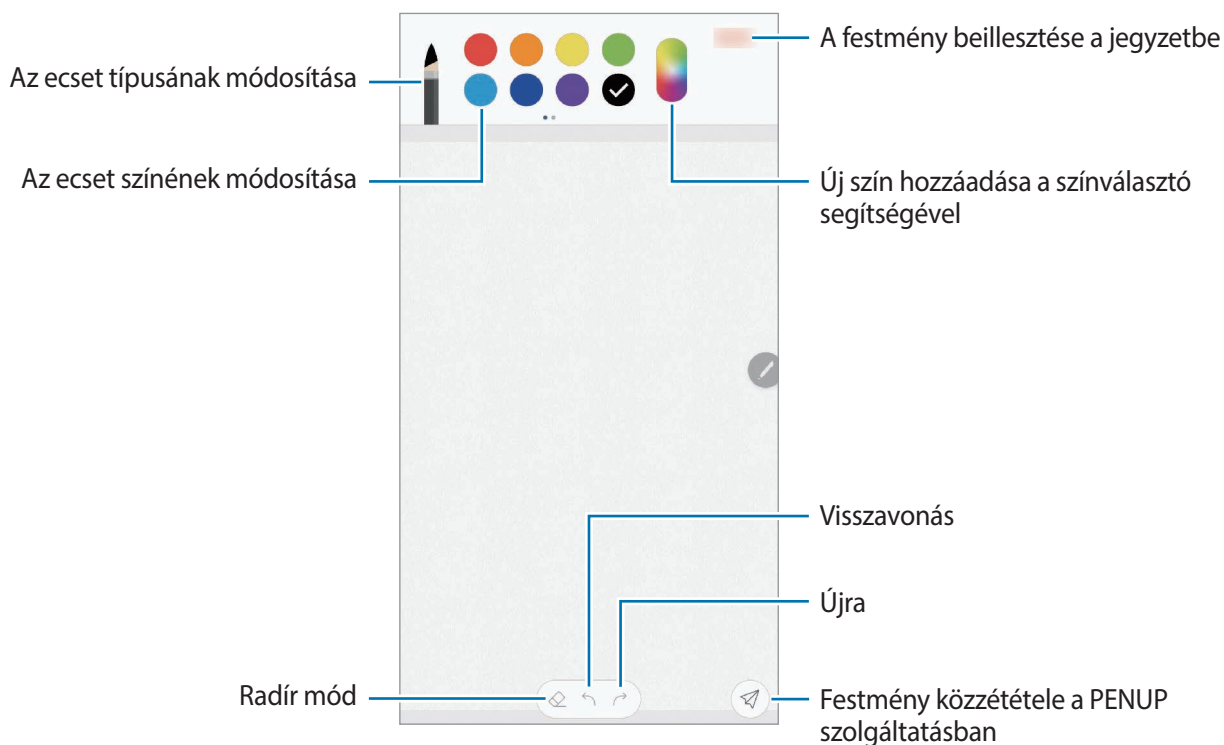 A festmény beillesztése a jegyzetbe
Az ecset típusának módosítása
Az ecset színének módosítása
Új szín hozzáadása a színválasztó
segítségével
Visszavonás
Újra
Radír mód
Festmény közzététele a PENUP
szolgáltatásban